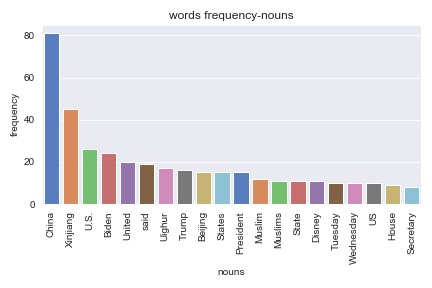 words frequency-nouns
80
60
40
20
0
frequency
China
Xinjiang
U.S.
Biden
United
said
Uighur
Trump
Beijing
States
President
Muslim
Muslims
State
Disney
Tuesday
Wednesday
US
House
Secretary
nouns